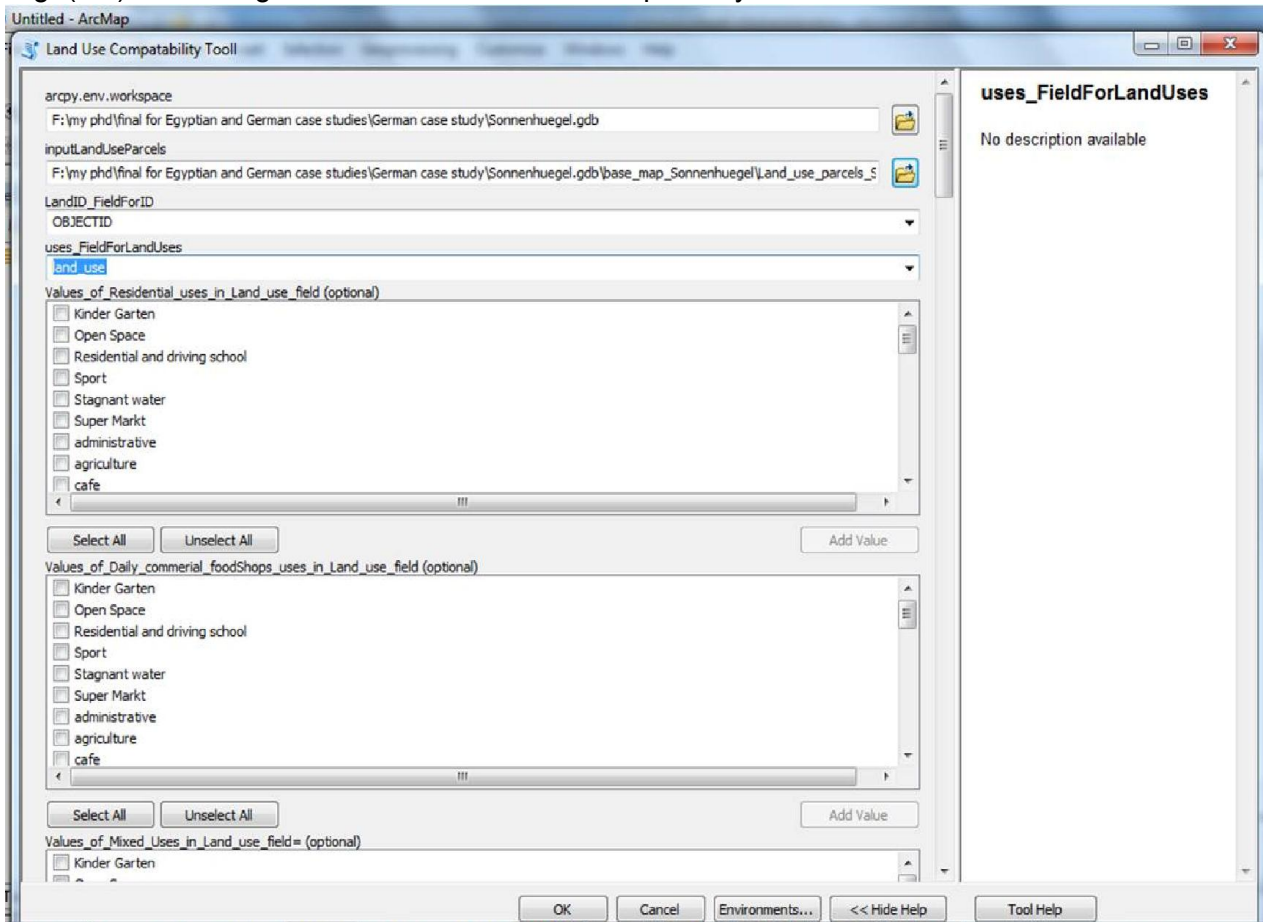 Untitled - ArcMap
Land Use Compatability Tooll
Selection Customize Windows Help
arcpy.env.workspace
F:\my phd\final for Egyptian and German case studies\German case study\Sonnenhuegel.gdb
inputLandUseParcels
F:\my phd\final for Egyptian and German case studies\German case study\Sonnenhuegel.gdb\base_map_Sonnenhuegel\Land_use_parcels_S
LandID_FieldForID
OBJECTID
uses_FieldForLandUses
land_use
Values_of_Residential_uses_in_Land_use_field (optional)
Kinder Garten
Open Space
Residential and driving school
Sport
Stagnant water
Super Markt
administrative
agriculture
cafe
Select All Unselect All Add Value
Values_of_Daily_commerial_foodShops_uses_in_Land_use_field (optional)
Kinder Garten
Open Space
Residential and driving school
Sport
Stagnant water
Super Markt
administrative
agriculture
cafe
Select All Unselect All Add Value
Values_of_Mixed_Uses_in_Land_use_field= (optional)
Kinder Garten
OK Cancel Environments... << Hide Help Tool Help
uses_FieldForLandUses
No description available